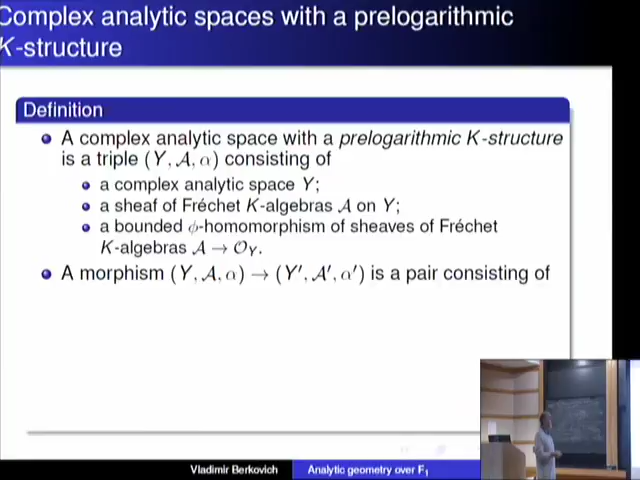 Complex analytic spaces with a prelogarithmic
K-structure
Definition
A complex analytic space with a prelogarithmic K-structure
is a triple (Y, 𝒜, α) consisting of
a complex analytic space Y;
a sheaf of Fréchet K-algebras 𝒜 on Y;
a bounded ϕ-homomorphism of sheaves of Fréchet
K-algebras 𝒜 → 𝒪_Y.
A morphism (Y, 𝒜, α) → (Y′, 𝒜′, α′) is a pair consisting of
Vladimir Berkovich
Analytic geometry over F₁